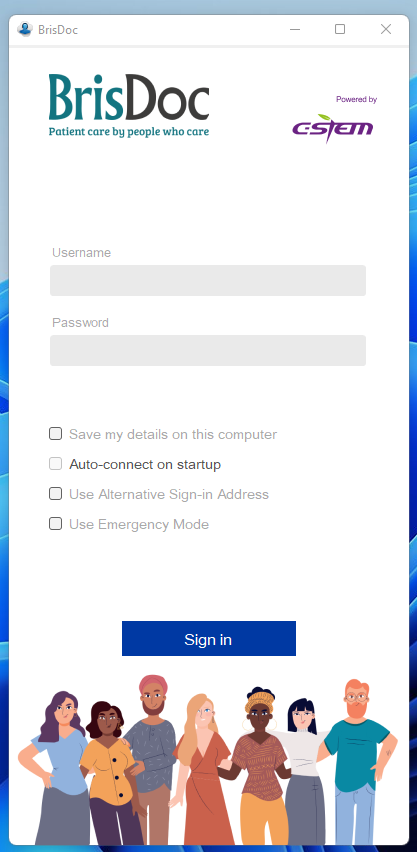 BrisDoc
BrisDoc
Patient care by people who care
Powered by
C-STEM
Username
Password
Save my details on this computer
Auto-connect on startup
Use Alternative Sign-in Address
Use Emergency Mode
Sign in